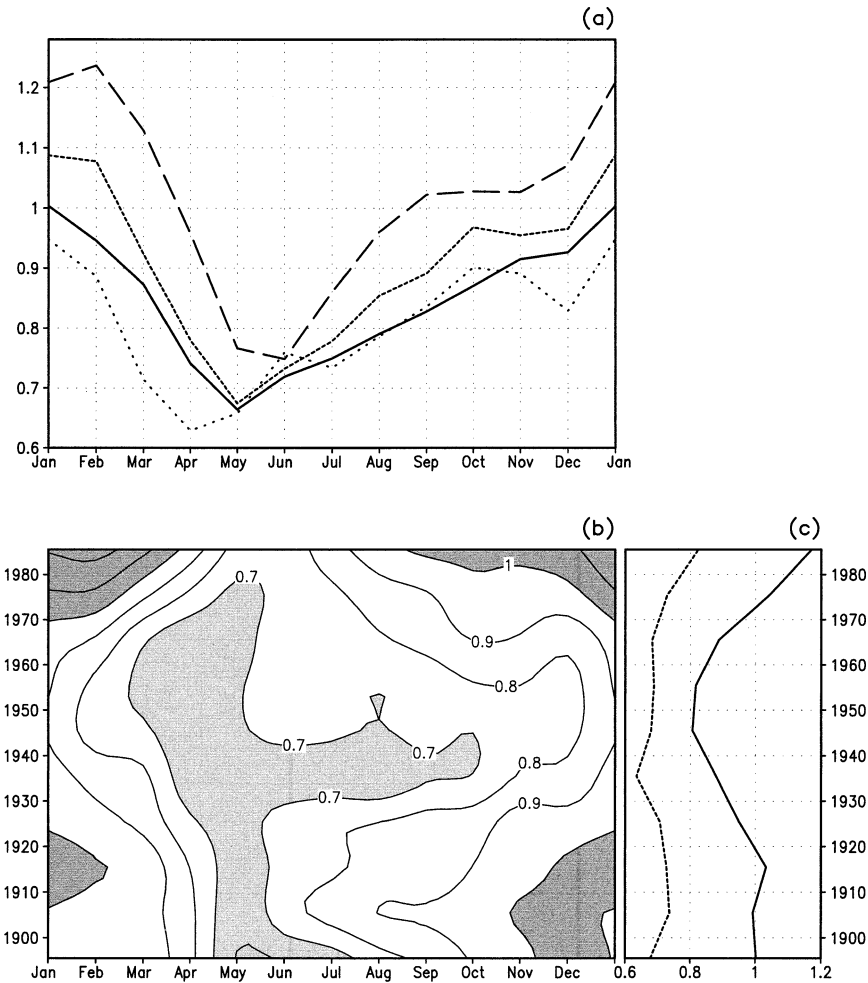 (a)
1.2
1.1
1
0.9
0.8
0.7
0.6
Jan Feb Mar Apr May Jun Jul Aug Sep Oct Nov Dec Jan
(b) (c)
1980 0.7 1 1980
1970 0.9 1970
1960 0.8 1960
1950 1950
1940 0.7 0.7 0.8 1940
1930 0.7 0.9 1930
1920 1920
1910 1910
1900 1900
Jan Feb Mar Apr May Jun Jul Aug Sep Oct Nov Dec 0.6 0.8 1 1.2